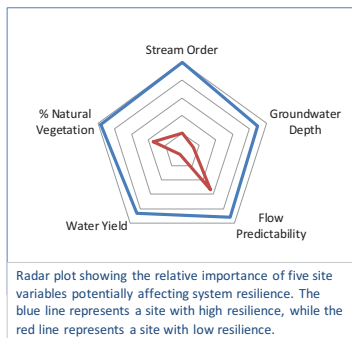 Stream Order
% Natural
Vegetation
Groundwater
Depth
Water Yield
Flow
Predictability
Radar plot showing the relative importance of five site
variables potentially affecting system resilience. The
blue line represents a site with high resilience, while the
red line represents a site with low resilience.